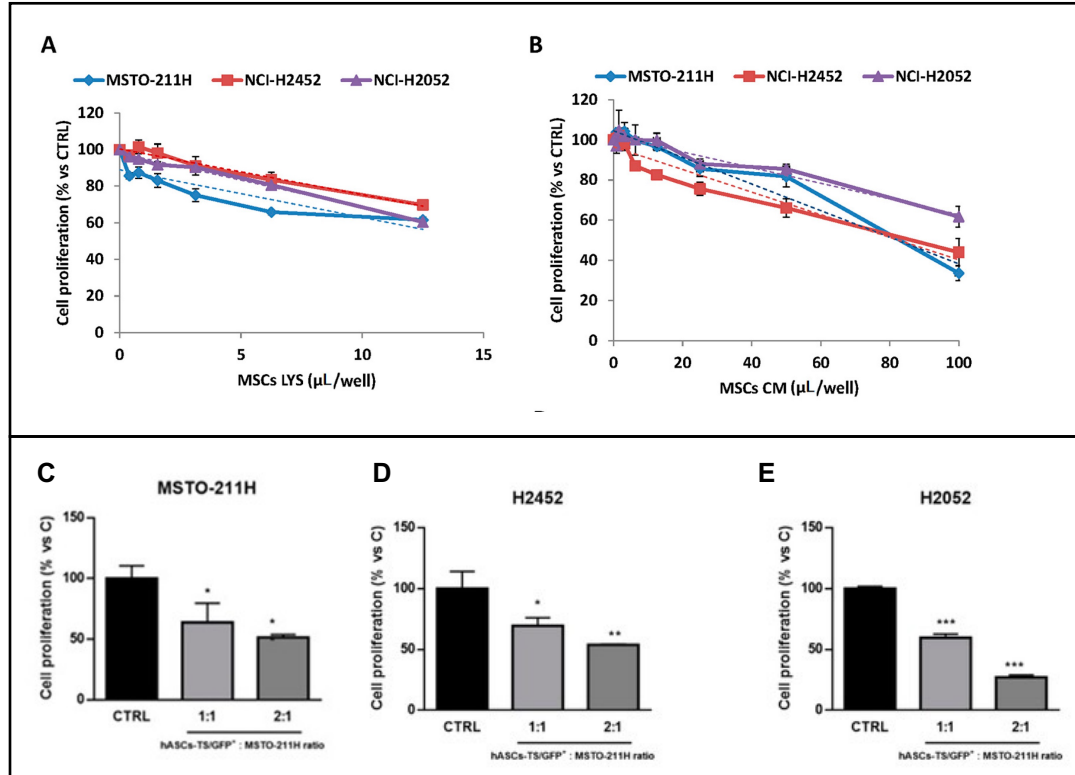 A
MSTO-211H NCI-H2452 NCI-H2052
Cell proliferation (% vs CTRL)
120
100
80
60
40
20
0
0 5 10 15
MSCs LYS (µL/well)
B
MSTO-211H NCI-H2452 NCI-H2052
Cell proliferation (% vs CTRL)
120
100
80
60
40
20
0
0 20 40 60 80 100
MSCs CM (µL/well)
C
MSTO-211H
Cell proliferation (% vs C)
150
100
50
0
* *
CTRL 1:1 2:1
hASCs-TS/GFP+ : MSTO-211H ratio
D
H2452
Cell proliferation (% vs C)
150
100
50
0
* **
CTRL 1:1 2:1
hASCs-TS/GFP+ : MSTO-211H ratio
E
H2052
Cell proliferation (% vs C)
150
100
50
0
*** ***
CTRL 1:1 2:1
hASCs-TS/GFP+ : MSTO-211H ratio